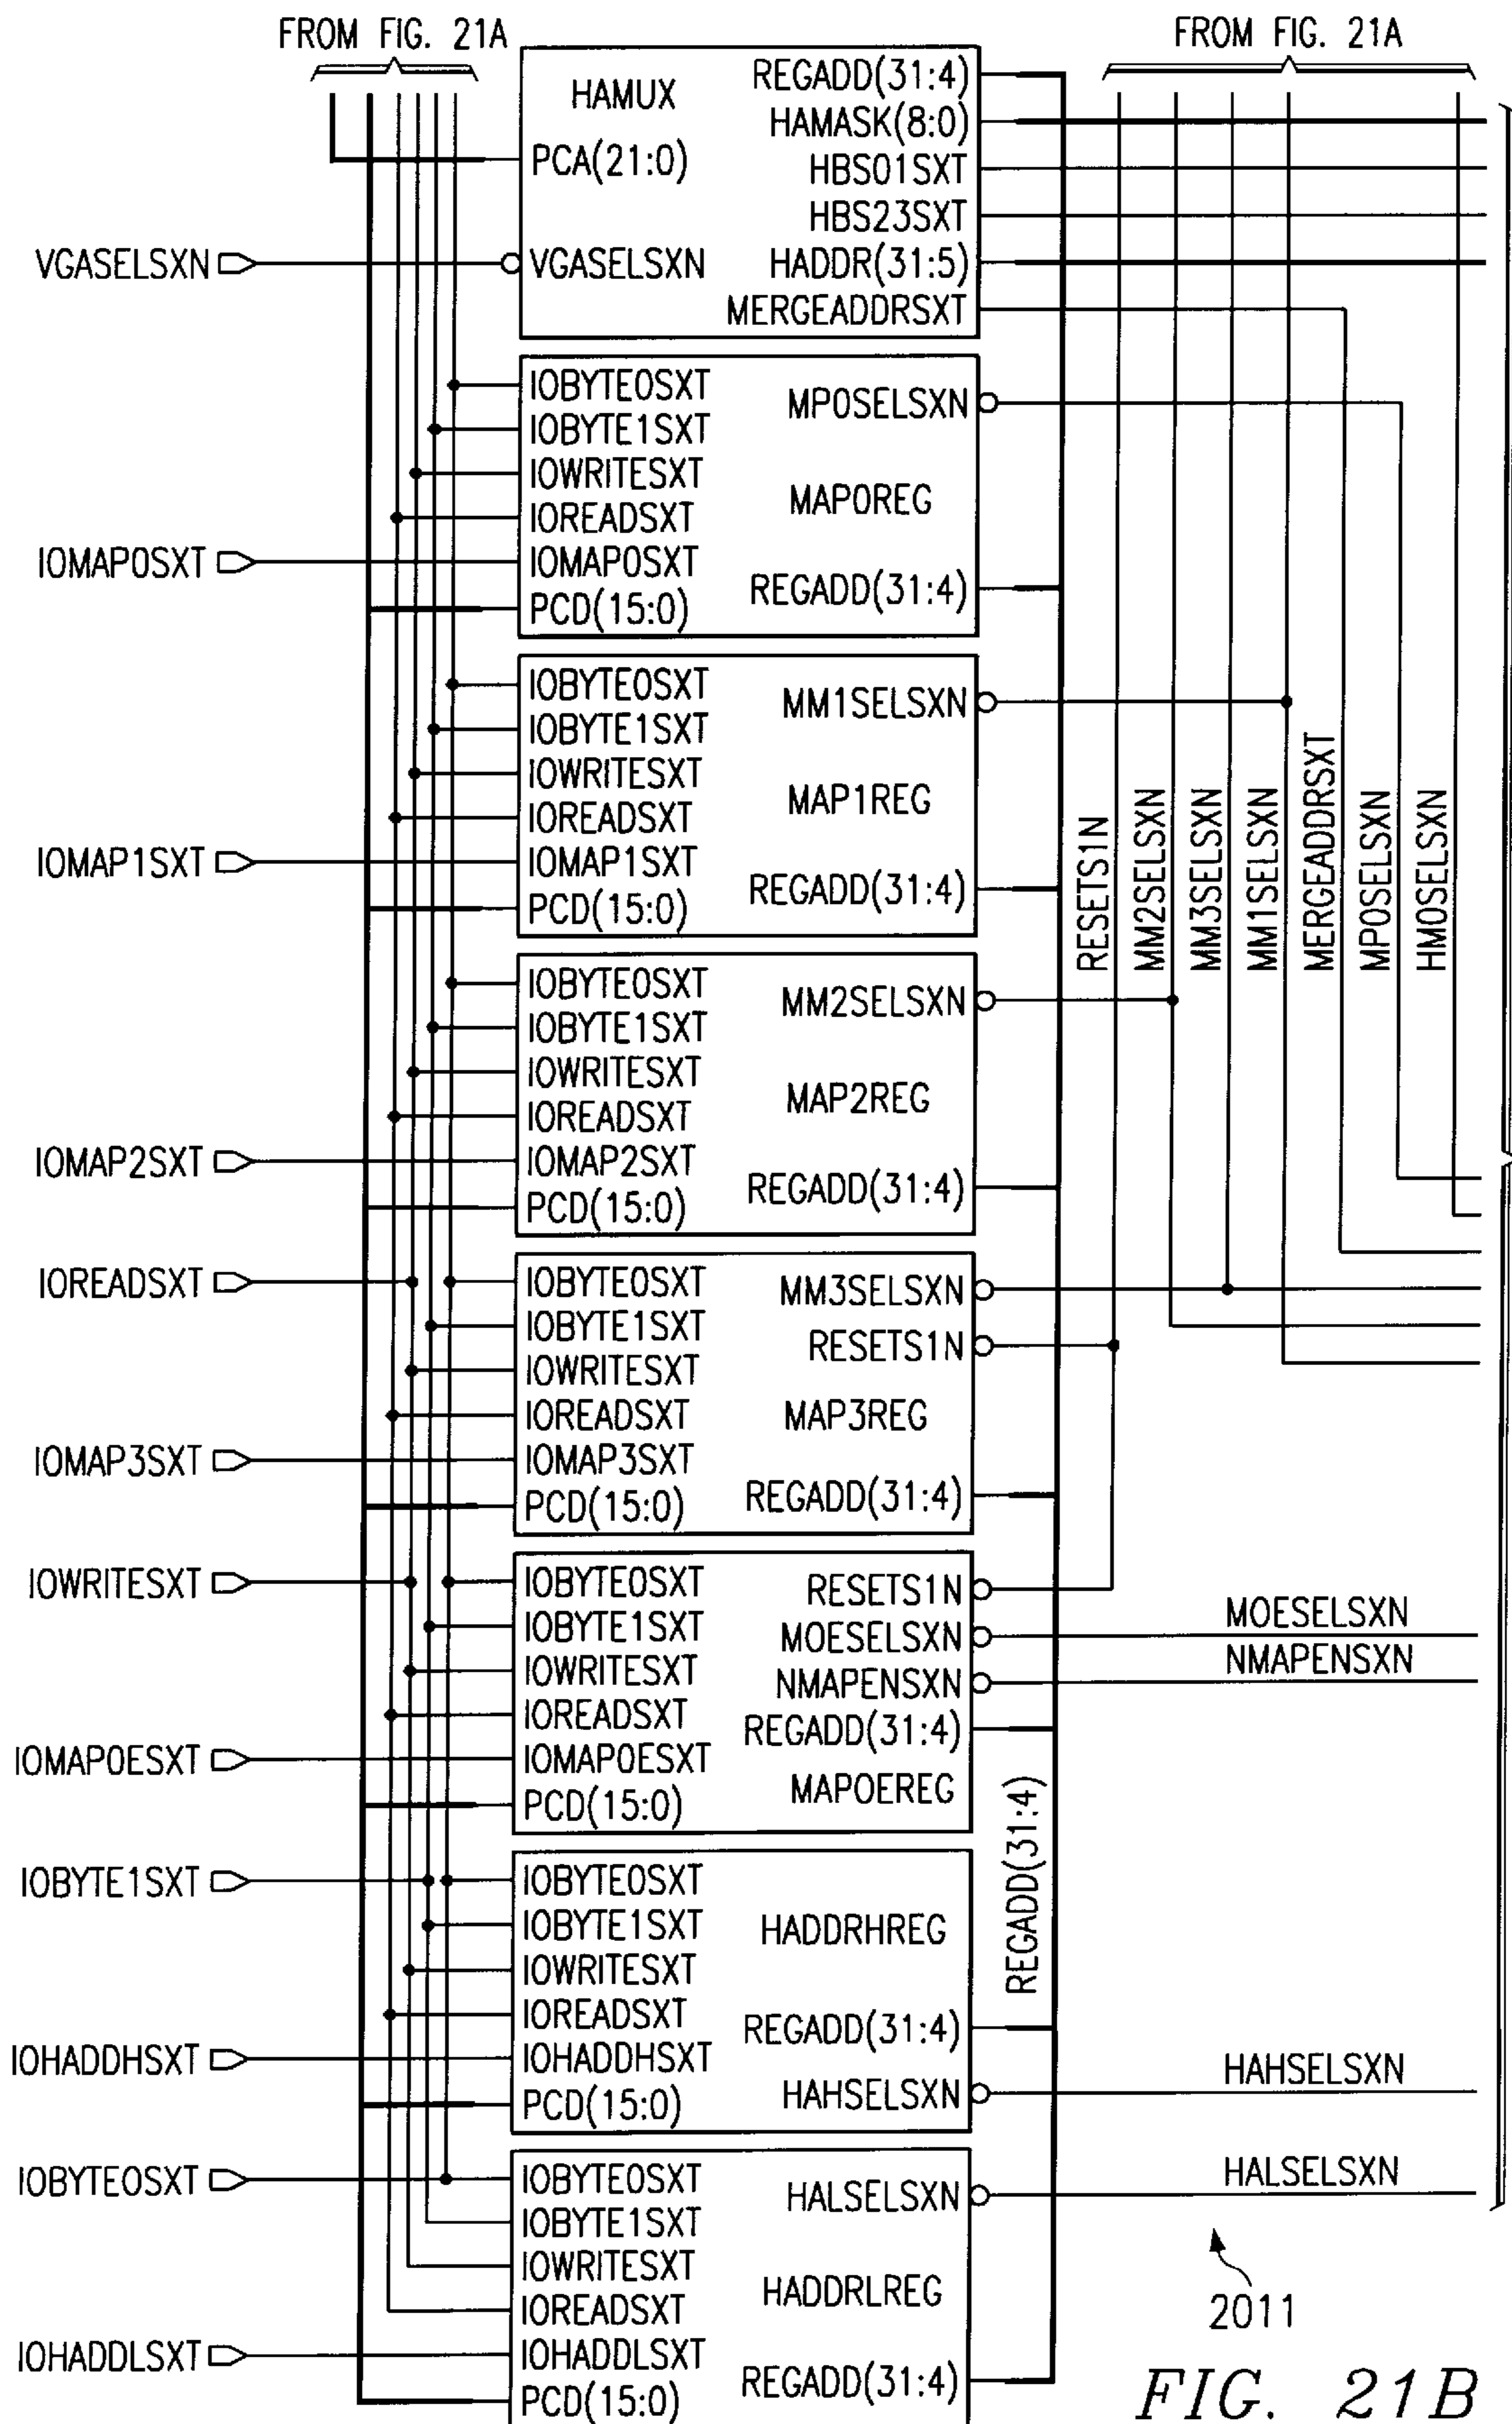 FROM FIG. 21A
FROM FIG. 21A
HAMUX
REGADD(31:4)
HAMASK(8:0)
PCA(21:0)
HBS01SXT
HBS23SXT
VGASELSXN
VGASELSXN
HADDR(31:5)
MERGEADDRSXT
IOBYTE0SXT
MP0SELSXN
IOBYTE1SXT
IOWRITESXT
MAP0REG
IOREADSXT
IOMAP0SXT
IOMAP0SXT
REGADD(31:4)
PCD(15:0)
IOBYTE0SXT
MM1SELSXN
IOBYTE1SXT
IOWRITESXT
MAP1REG
IOREADSXT
IOMAP1SXT
IOMAP1SXT
REGADD(31:4)
PCD(15:0)
RESETS1N
MM2SELSXN
MM3SELSXN
MM1SELSXN
MERGEADDRSXT
MP0SELSXN
HM0SELSXN
IOBYTE0SXT
MM2SELSXN
IOBYTE1SXT
IOWRITESXT
MAP2REG
IOREADSXT
IOMAP2SXT
IOMAP2SXT
REGADD(31:4)
PCD(15:0)
IOREADSXT
IOBYTE0SXT
MM3SELSXN
IOBYTE1SXT
RESETS1N
IOWRITESXT
MAP3REG
IOREADSXT
IOMAP3SXT
IOMAP3SXT
REGADD(31:4)
PCD(15:0)
IOWRITESXT
IOBYTE0SXT
RESETS1N
IOBYTE1SXT
MOESELSXN
MOESELSXN
IOWRITESXT
NMAPENSXN
NMAPENSXN
IOREADSXT
REGADD(31:4)
IOMAP0ESXT
IOMAP0ESXT
MAPOEREG
PCD(15:0)
REGADD(31:4)
IOBYTE1SXT
IOBYTE0SXT
IOBYTE1SXT
HADDRHREG
IOWRITESXT
IOREADSXT
REGADD(31:4)
IOHADDHSXT
IOHADDHSXT
HAHSELSXN
HAHSELSXN
PCD(15:0)
IOBYTE0SXT
IOBYTE0SXT
HALSELSXN
HALSELSXN
IOBYTE1SXT
IOWRITESXT
HADDRLREG
IOREADSXT
2011
IOHADDLSXT
IOHADDLSXT
REGADD(31:4)
PCD(15:0)
FIG. 21B